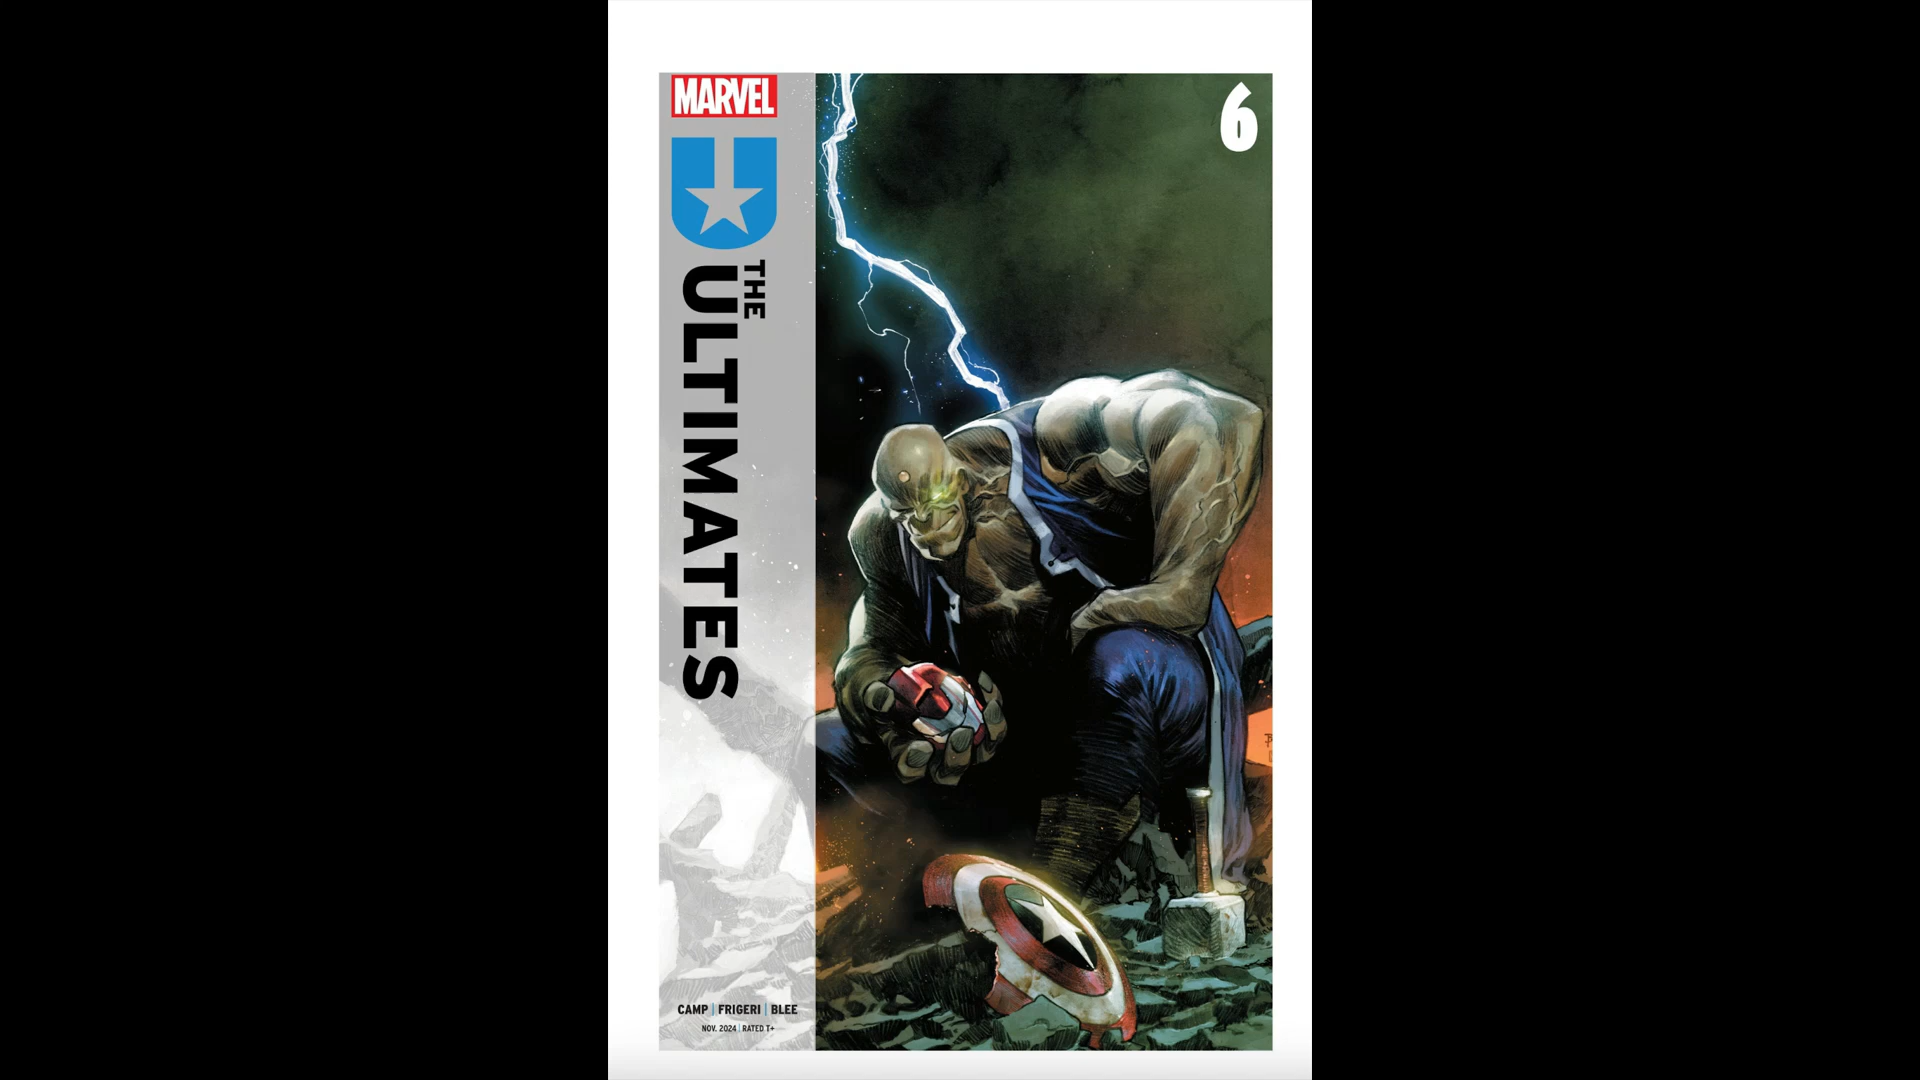 MARVEL
6
THE
ULTIMATES
CAMP | FRIGERI | BLEE
NOV. 2024 | RATED T+